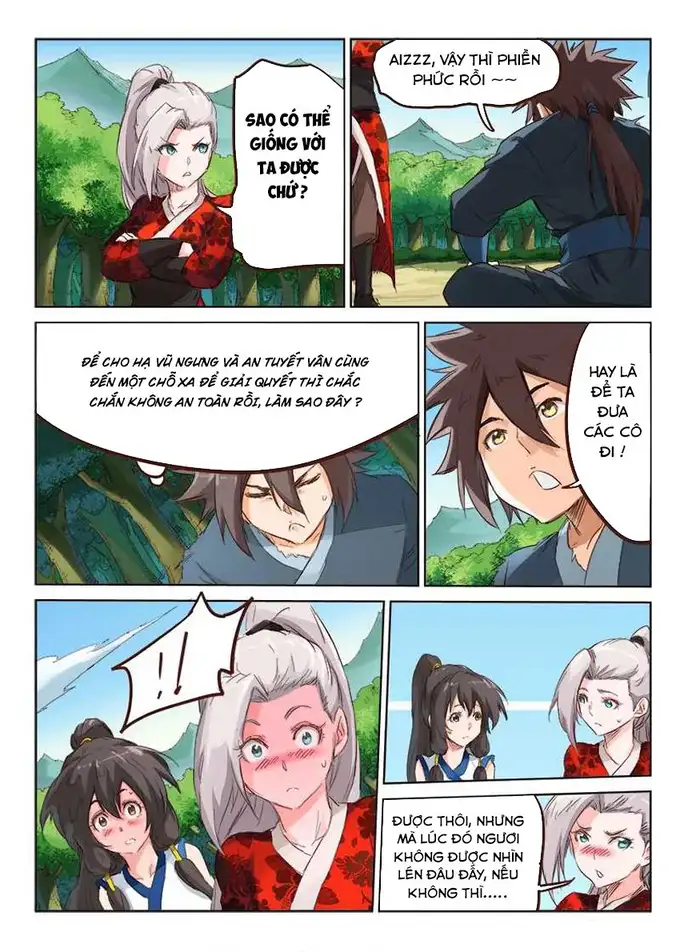 SAO CÓ THỂ
GIỐNG VỚI
TA ĐƯỢC
CHỨ?
AIZZZ, VẬY THÌ PHIỀN
PHỨC RỒI ~~
ĐỂ CHO HẠ VŨ NGƯNG VÀ AN TUYẾT VÂN CÙNG
ĐẾN MỘT CHỖ XA ĐỂ GIẢI QUYẾT THÌ CHẮC
CHẮN KHÔNG AN TOÀN RỒI, LÀM SAO ĐÂY?
HAY LÀ
ĐỂ TA
ĐƯA
CÁC CÔ
ĐI!
!!
ĐƯỢC THÔI, NHƯNG
MÀ LÚC ĐÓ NGƯƠI
KHÔNG ĐƯỢC NHÌN
LÉN ĐÂU ĐẤY, NẾU
KHÔNG THÌ.....